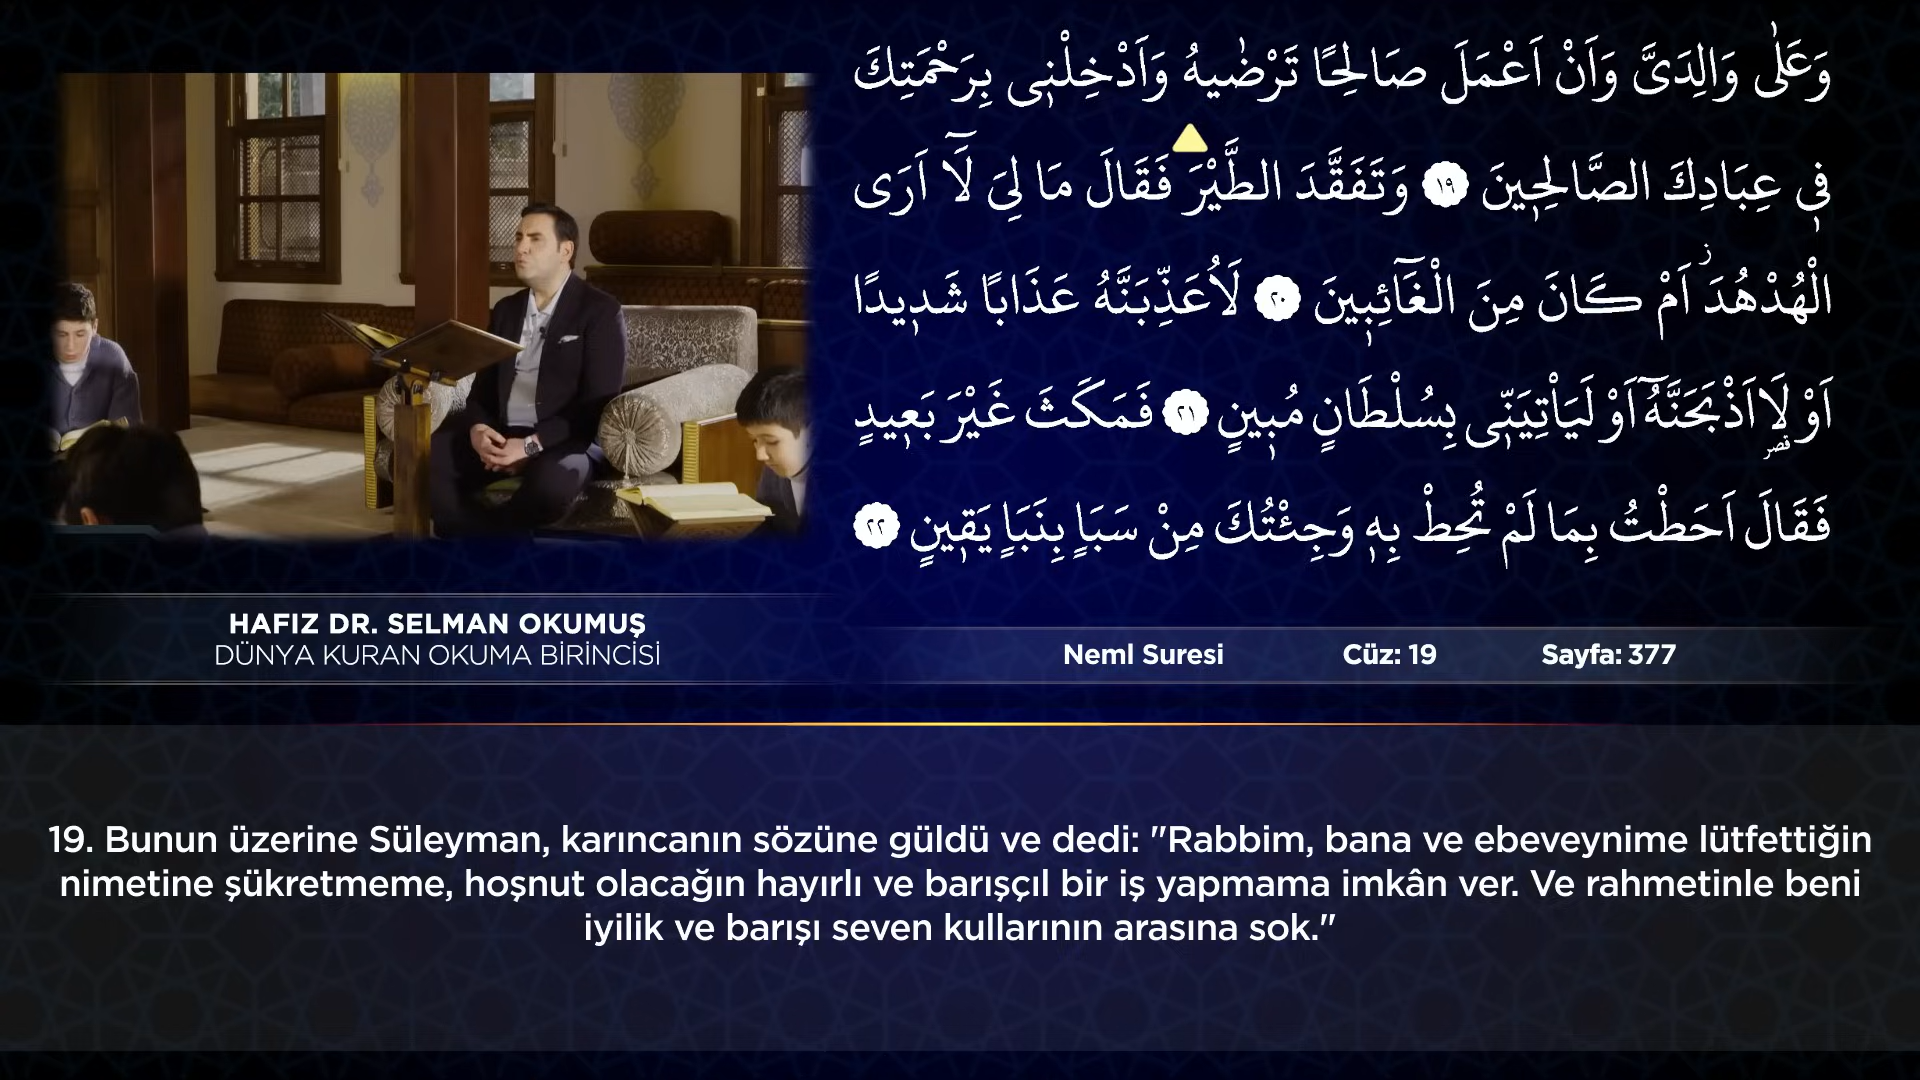 وَعَلٰى وَالِدَىَّ وَاَنْ اَعْمَلَ صَالِحًا تَرْضٰيهُ وَاَدْخِلْنٖى بِرَحْمَتِكَ
فٖى عِبَادِكَ الصَّالِحٖينَ ﴿١٩﴾ وَتَفَقَّدَ الطَّيْرَ فَقَالَ مَا لِىَ لَٓا اَرَى
الْهُدْهُدَۘ اَمْ كَانَ مِنَ الْغَٓائِبٖينَ ﴿٢٠﴾ لَاُعَذِّبَنَّهُ عَذَابًا شَدٖيدًا
اَوْ لَاَاذْبَحَنَّهُٓ اَوْ لَيَاْتِيَنّٖى بِسُلْطَانٍ مُبٖينٍ ﴿٢١﴾ فَمَكَثَ غَيْرَ بَعٖيدٍ
فَقَالَ اَحَطْتُ بِمَا لَمْ تُحِطْ بِهٖ وَجِئْتُكَ مِنْ سَبَاٍ بِنَبَاٍ يَقٖينٍ ﴿٢٢﴾
HAFIZ DR. SELMAN OKUMUŞ
DÜNYA KURAN OKUMA BİRİNCİSİ
Neml Suresi Cüz: 19 Sayfa: 377
19. Bunun üzerine Süleyman, karıncanın sözüne güldü ve dedi: "Rabbim, bana ve ebeveynime lütfettiğin
nimetine şükretmeme, hoşnut olacağın hayırlı ve barışçıl bir iş yapmama imkân ver. Ve rahmetinle beni
iyilik ve barışı seven kullarının arasına sok."